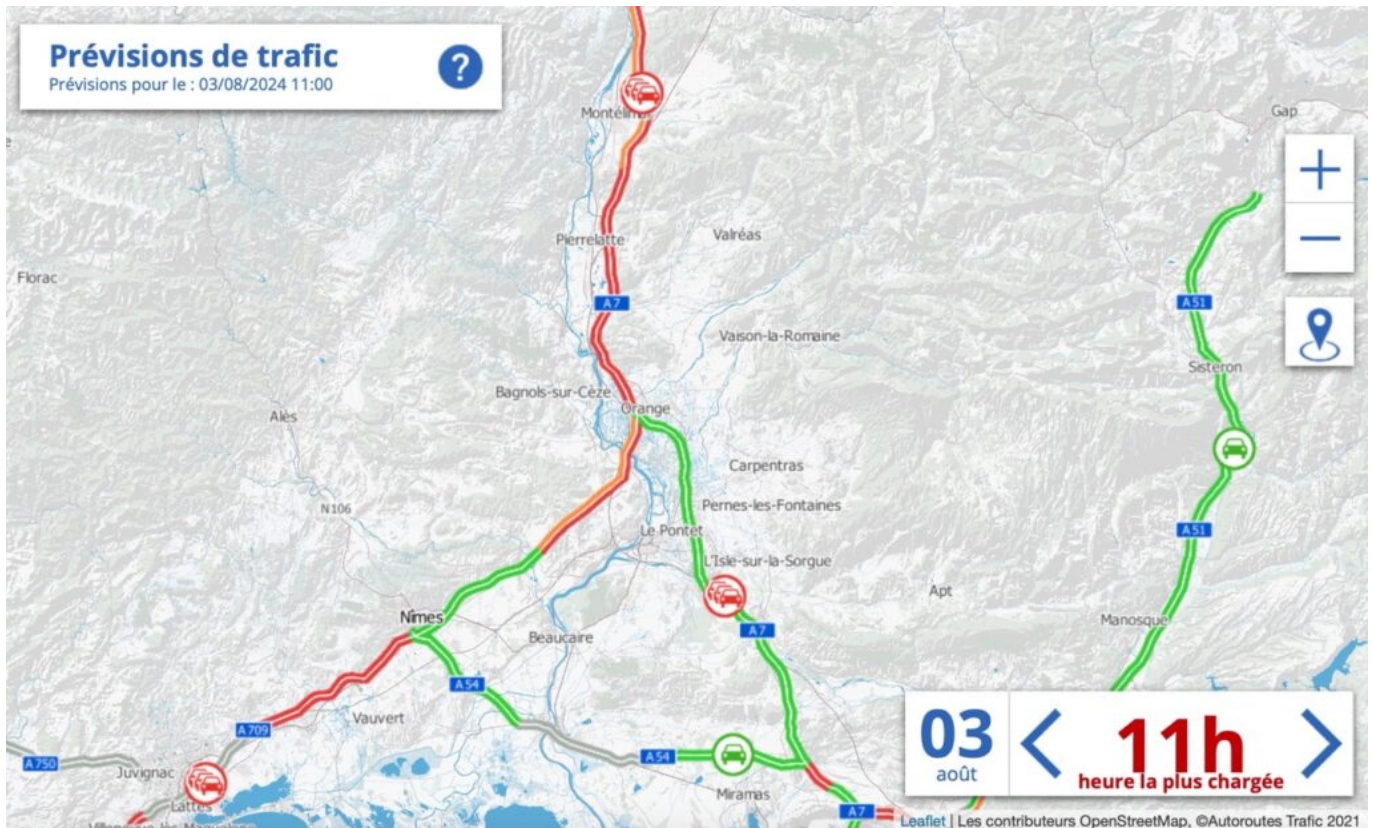 Prévisions de trafic
Prévisions pour le : 03/08/2024 11:00
?
Gap
+
Pierrelatte
Valréas
−
Florac
A7
A51
Vaison-la-Romaine
Sisteron
Bagnols-sur-Cèze
Orange
Alès
Carpentras
N106
Pernes-les-Fontaines
Le Pontet
A51
L'Isle-sur-la-Sorgue
Apt
Nîmes
Manosque
A7
Beaucaire
A54
Vauvert
A709
03
août
11h
heure la plus chargée
A54
A750
Juvignac
Lattes
Miramas
A7
Leaflet | Les contributeurs OpenStreetMap, ©Autoroutes Trafic 2021